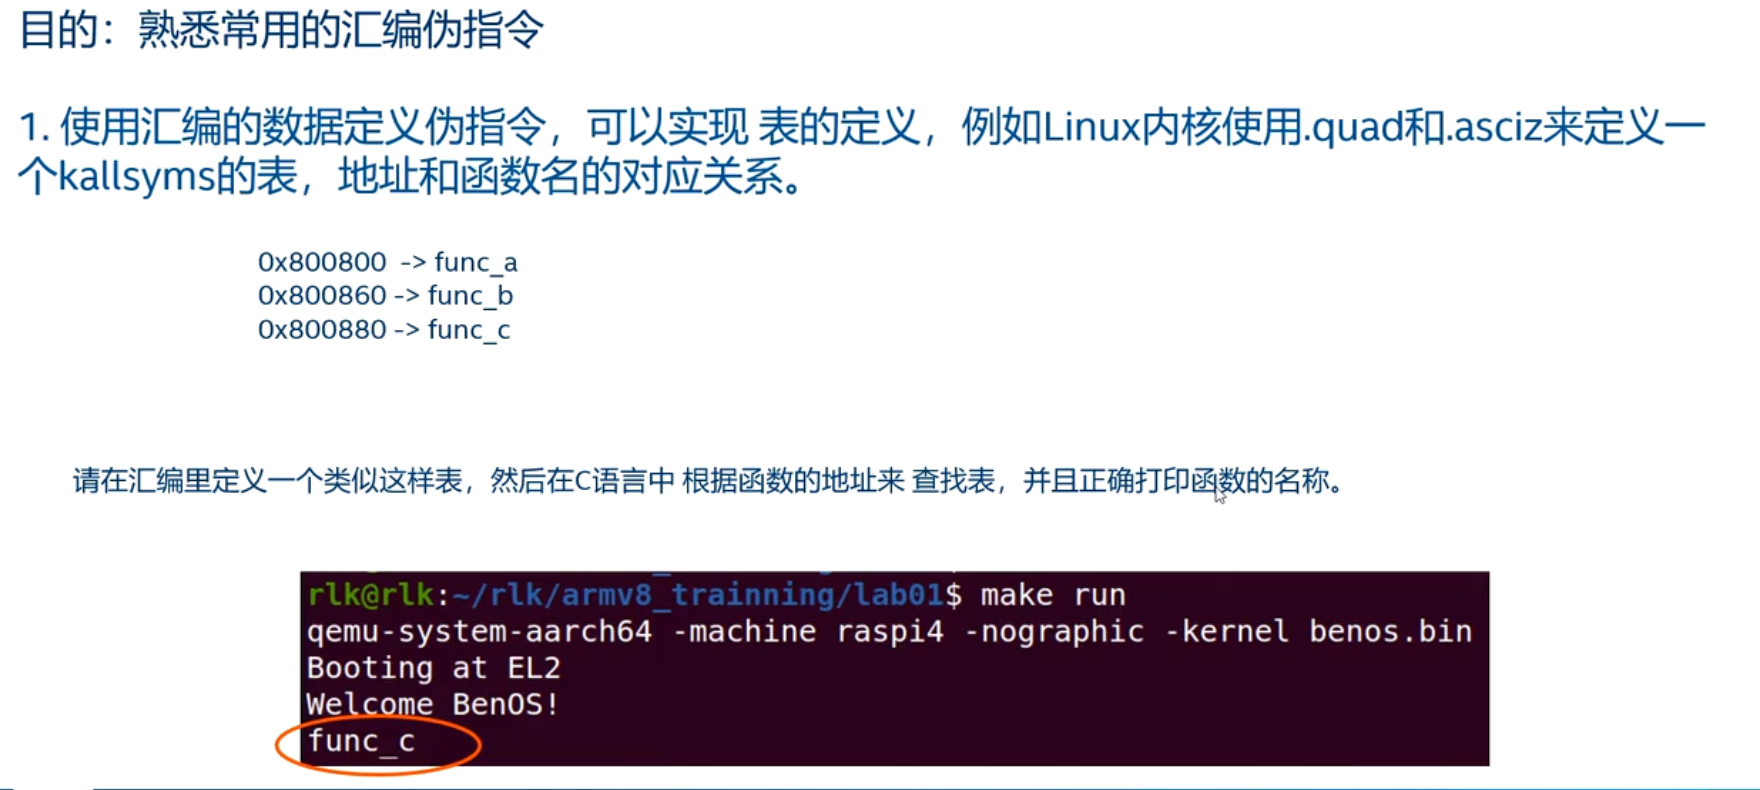 目的：熟悉常用的汇编伪指令
1. 使用汇编的数据定义伪指令，可以实现 表的定义，例如Linux内核使用.quad和.asciz来定义一
个kallsyms的表，地址和函数名的对应关系。
0x800800 -> func_a
0x800860 -> func_b
0x800880 -> func_c
请在汇编里定义一个类似这样表，然后在C语言中 根据函数的地址来 查找表，并且正确打印函数的名称。
rlk@rlk:~/rlk/armv8_trainning/lab01$ make run
qemu-system-aarch64 -machine raspi4 -nographic -kernel benos.bin
Booting at EL2
Welcome BenOS!
func_c